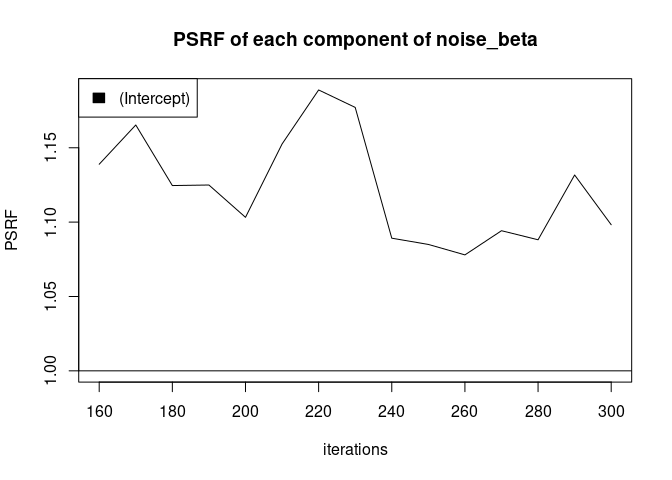 PSRF of each component of noise_beta
(Intercept)
PSRF
1.15
1.10
1.05
1.00
160 180 200 220 240 260 280 300
iterations